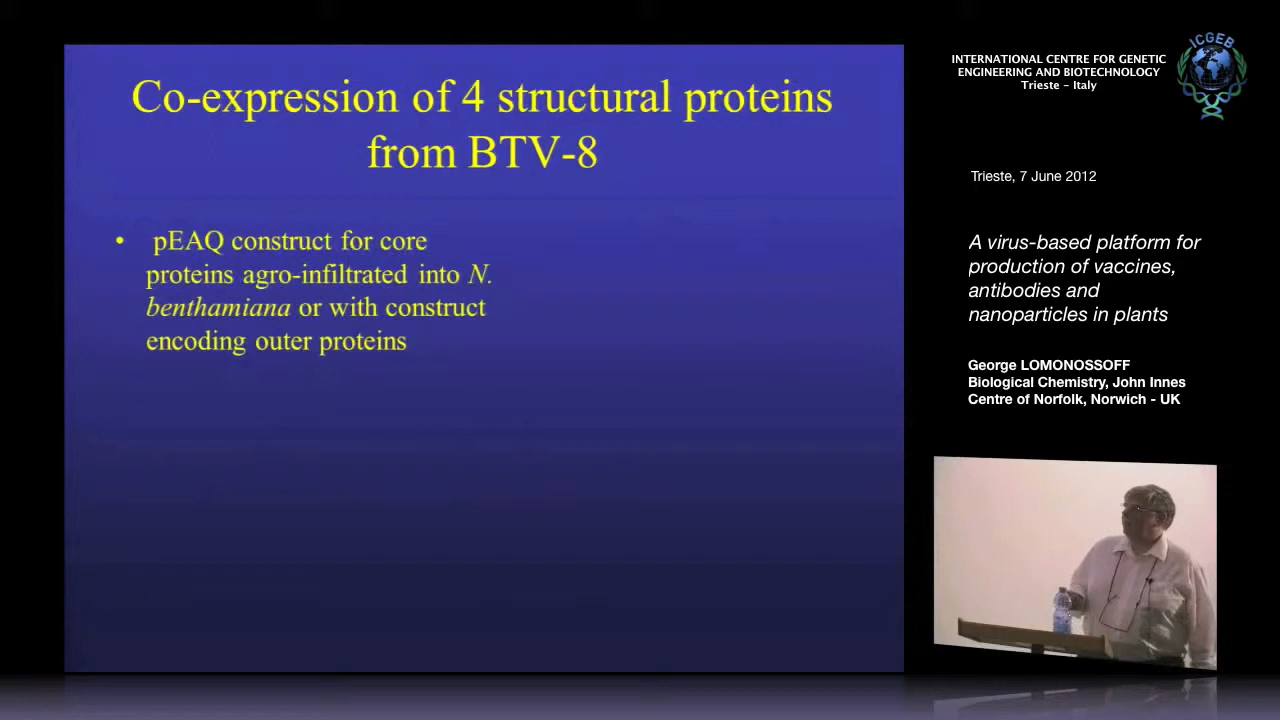 Co-expression of 4 structural proteins
from BTV-8
• pEAQ construct for core
proteins agro-infiltrated into N.
benthamiana or with construct
encoding outer proteins
INTERNATIONAL CENTRE FOR GENETIC
ENGINEERING AND BIOTECHNOLOGY
Trieste - Italy
ICGEB
Trieste, 7 June 2012
A virus-based platform for
production of vaccines,
antibodies and
nanoparticles in plants
George LOMONOSSOFF
Biological Chemistry, John Innes
Centre of Norfolk, Norwich - UK